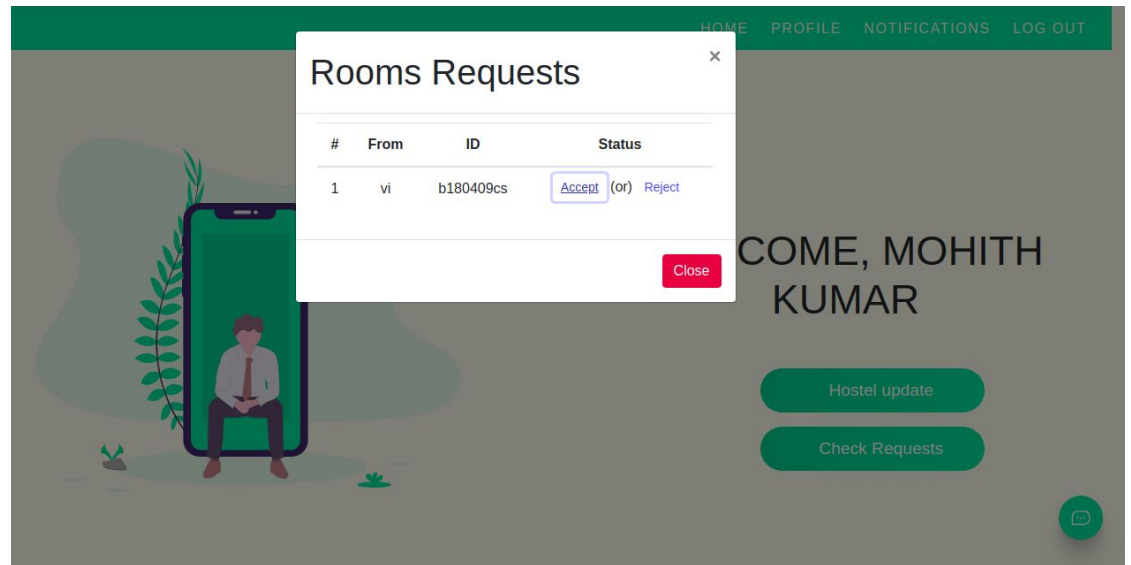 HOME PROFILE NOTIFICATIONS LOG OUT
Rooms Requests ×
# From ID Status
1 vi b180409cs Accept (or) Reject
Close
COME, MOHITH
KUMAR
Hostel update
Check Requests